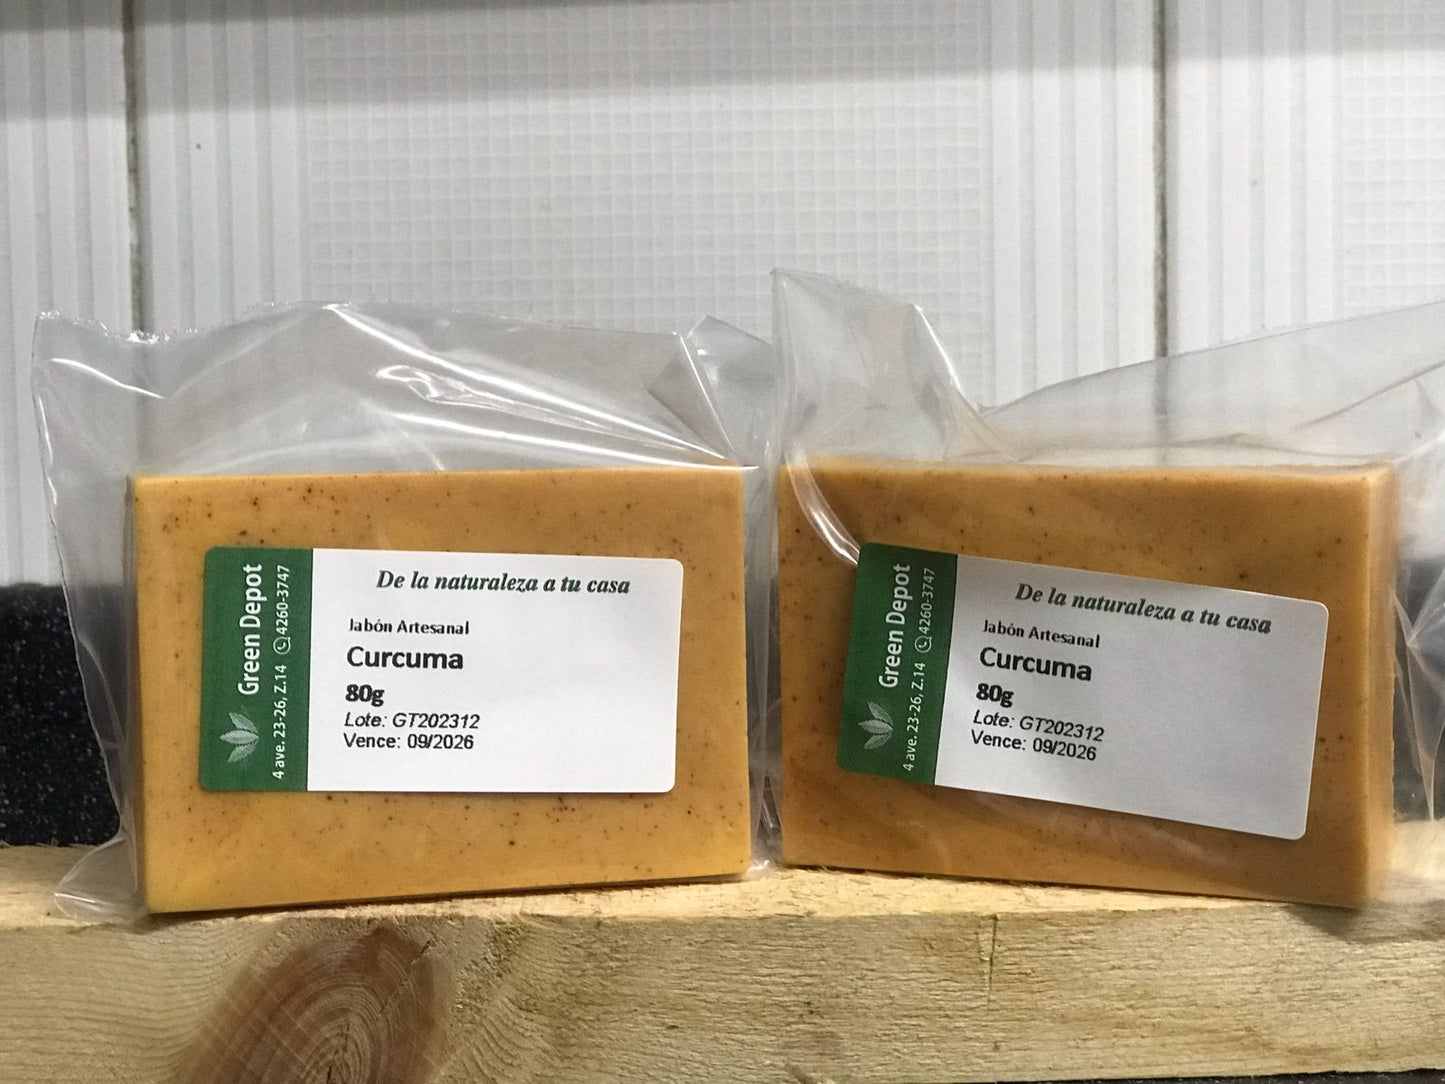 Green Depot
4 ave. 23-26, Z.14 4260-3747
De la naturaleza a tu casa
Jabón Artesanal
Curcuma
80g
Lote: GT202312
Vence: 09/2026
Green Depot
4 ave. 23-26, Z.14 4260-3747
De la naturaleza a tu casa
Jabón Artesanal
Curcuma
80g
Lote: GT202312
Vence: 09/2026